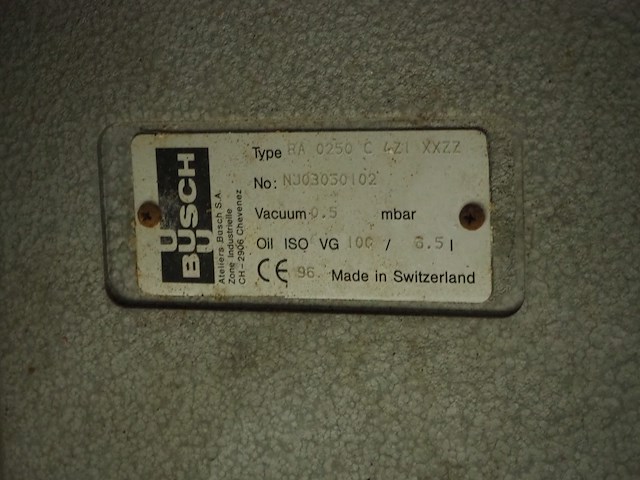 BUSCH
Ateliers Busch S.A.
Zone Industrielle
CH-2906 Chevenez
Type RA 0250 C 4Z1 XXZZ
No: NJ03030102
Vacuum 0.5 mbar
Oil ISO VG 100 / 6.5 l
CE 96. Made in Switzerland